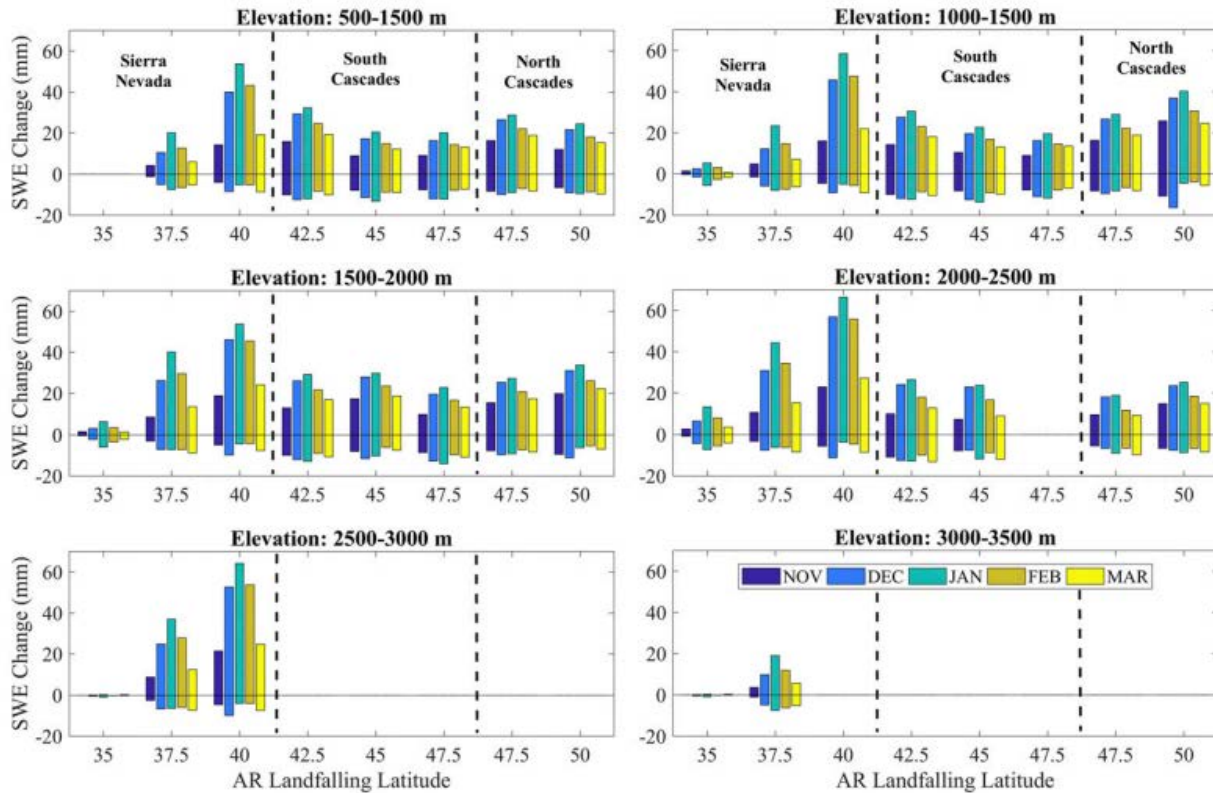 Elevation: 500-1500 m
SWE Change (mm)
60
40
20
0
-20
Sierra
Nevada
South
Cascades
North
Cascades
35 37.5 40 42.5 45 47.5 47.5 50
Elevation: 1000-1500 m
60
40
20
0
-20
Sierra
Nevada
South
Cascades
North
Cascades
35 37.5 40 42.5 45 47.5 47.5 50
Elevation: 1500-2000 m
SWE Change (mm)
60
40
20
0
-20
35 37.5 40 42.5 45 47.5 47.5 50
Elevation: 2000-2500 m
60
40
20
0
-20
35 37.5 40 42.5 45 47.5 47.5 50
Elevation: 2500-3000 m
SWE Change (mm)
60
40
20
0
-20
35 37.5 40 42.5 45 47.5 47.5 50
AR Landfalling Latitude
Elevation: 3000-3500 m
NOV DEC JAN FEB MAR
60
40
20
0
-20
35 37.5 40 42.5 45 47.5 47.5 50
AR Landfalling Latitude